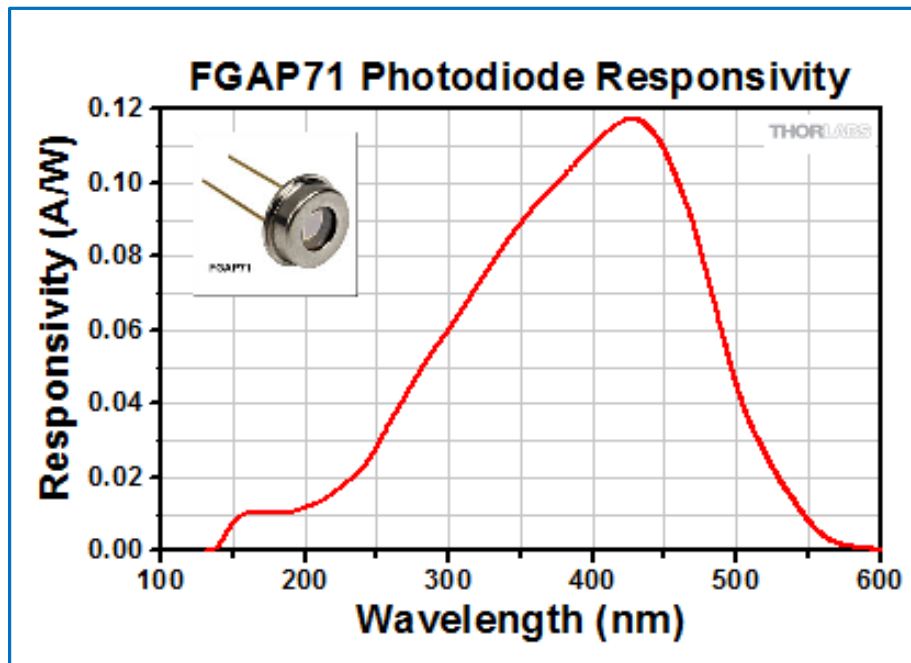 FGAP71 Photodiode Responsivity
THORLABS
FGAP71
Responsivity (A/W)
0.12
0.10
0.08
0.06
0.04
0.02
0.00
100 200 300 400 500 600
Wavelength (nm)